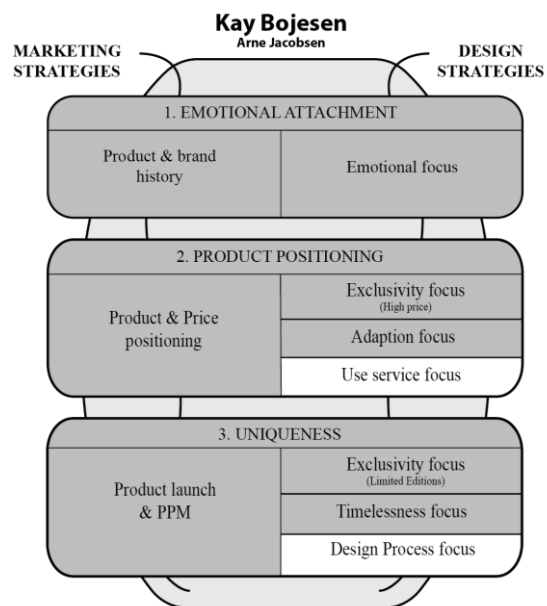 Kay Bojesen
Arne Jacobsen
MARKETING
STRATEGIES
DESIGN
STRATEGIES
1. EMOTIONAL ATTACHMENT
Product & brand
history
Emotional focus
2. PRODUCT POSITIONING
Product & Price
positioning
Exclusivity focus
(High price)
Adaption focus
Use service focus
3. UNIQUENESS
Product launch
& PPM
Exclusivity focus
(Limited Editions)
Timelessness focus
Design Process focus